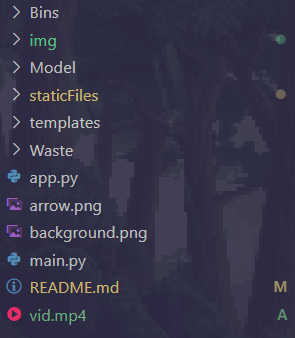 Bins
img
Model
staticFiles
templates
Waste
app.py
arrow.png
background.png
main.py
README.md M
vid.mp4 A